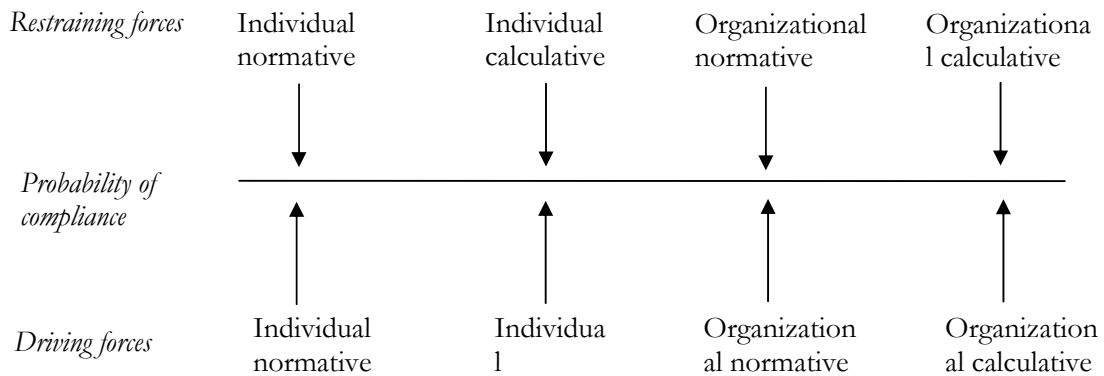 Restraining forces
Individual
normative
Individual
calculative
Organizational
normative
Organizationa
l calculative
Probability of
compliance
Driving forces
Individual
normative
Individua
l
Organization
al normative
Organization
al calculative